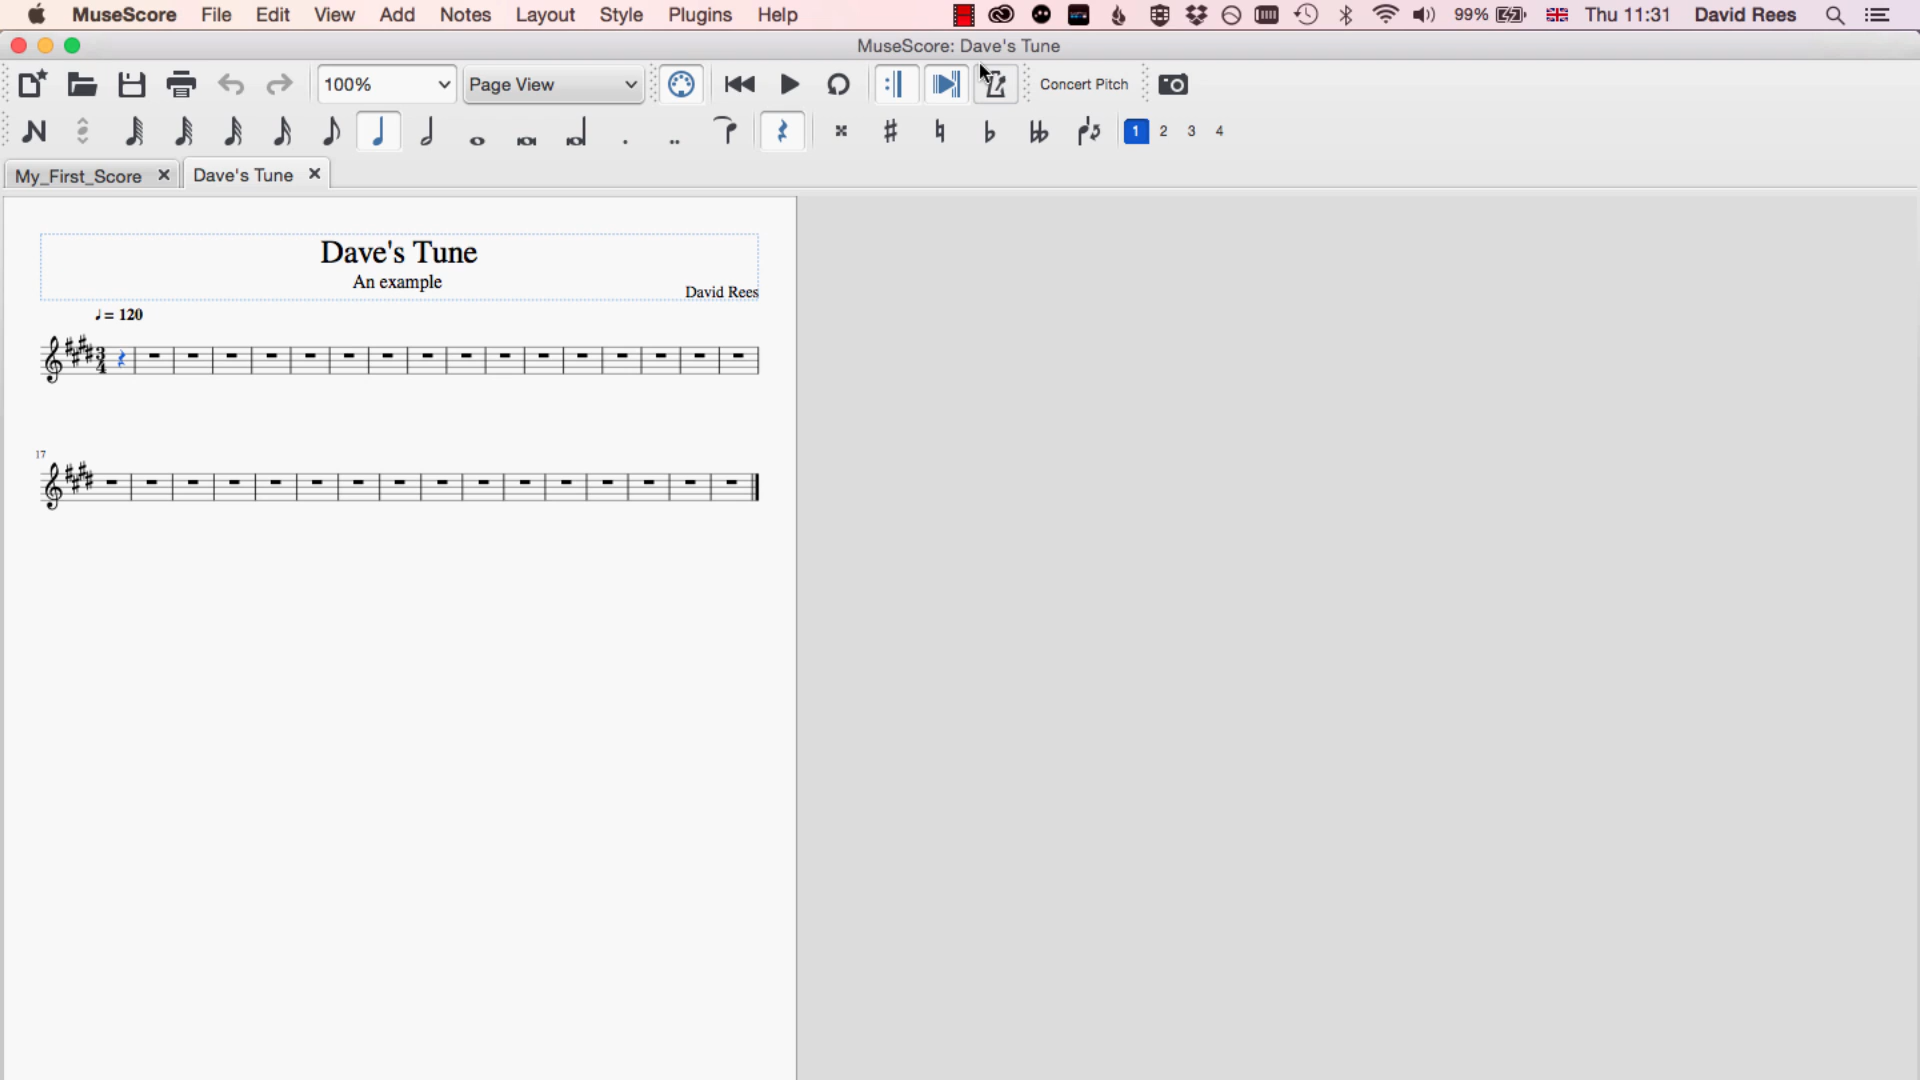 MuseScore File Edit View Add Notes Layout Style Plugins Help 99% Thu 11:31 David Rees
MuseScore: Dave's Tune
100% Page View Concert Pitch
1 2 3 4
My_First_Score Dave's Tune
Dave's Tune
An example
David Rees
♩ = 120
3
4
17